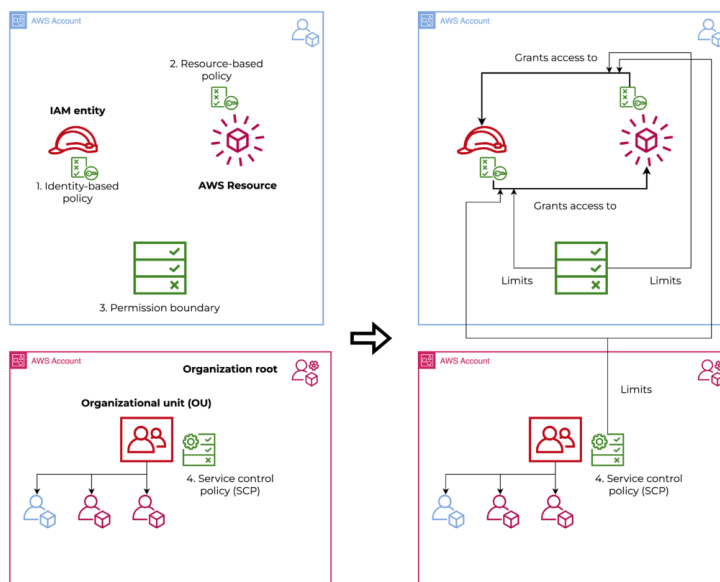 AWS Account
2. Resource-based
policy
IAM entity
1. Identity-based
policy
AWS Resource
3. Permission boundary
AWS Account
Organization root
Organizational unit (OU)
4. Service control
policy (SCP)
AWS Account
Grants access to
Grants access to
Limits
Limits
AWS Account
Limits
4. Service control
policy (SCP)